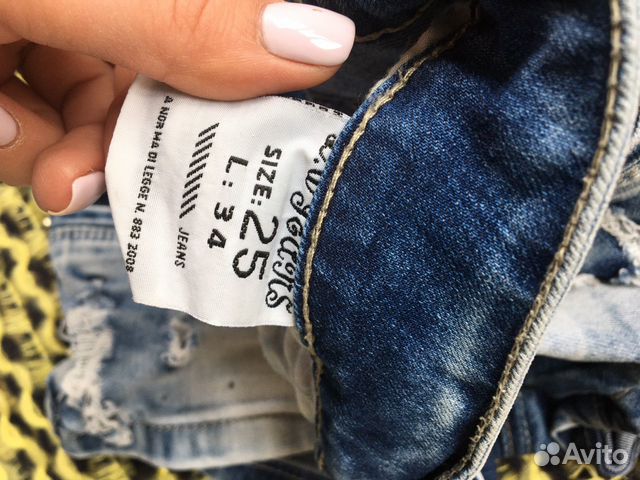 SIZE: 25
L: 34
JEANS
A NORMA DI LEGGE N. 883 2008
Avito